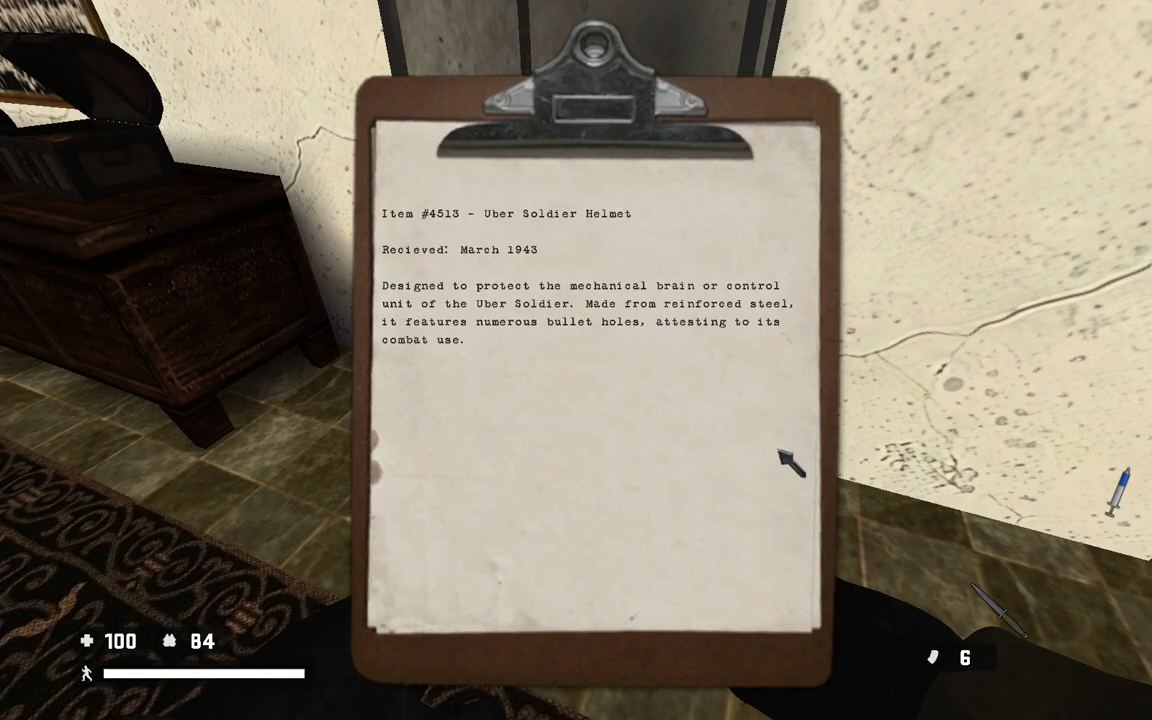 Item #4513 - Uber Soldier Helmet
Recieved: March 1943
Designed to protect the mechanical brain or control
unit of the Uber Soldier. Made from reinforced steel,
it features numerous bullet holes, attesting to its
combat use.
100 84
6